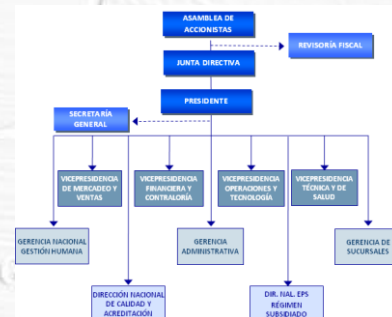 ASAMBLEA DE
ACCIONISTAS
REVISORÍA FISCAL
JUNTA DIRECTIVA
PRESIDENTE
SECRETARÍA
GENERAL
VICEPRESIDENCIA
DE MERCADEO Y
VENTAS
VICEPRESIDENCIA
FINANCIERA Y
CONTRALORÍA
VICEPRESIDENCIA
OPERACIONES Y
TECNOLOGÍA
VICEPRESIDENCIA
TÉCNICA Y DE
SALUD
GERENCIA NACIONAL
GESTIÓN HUMANA
GERENCIA
ADMINISTRATIVA
GERENCIA DE
SUCURSALES
DIRECCIÓN NACIONAL
DE CALIDAD Y
ACREDITACIÓN
DIR. NAL. EPS
RÉGIMEN
SUBSIDIADO